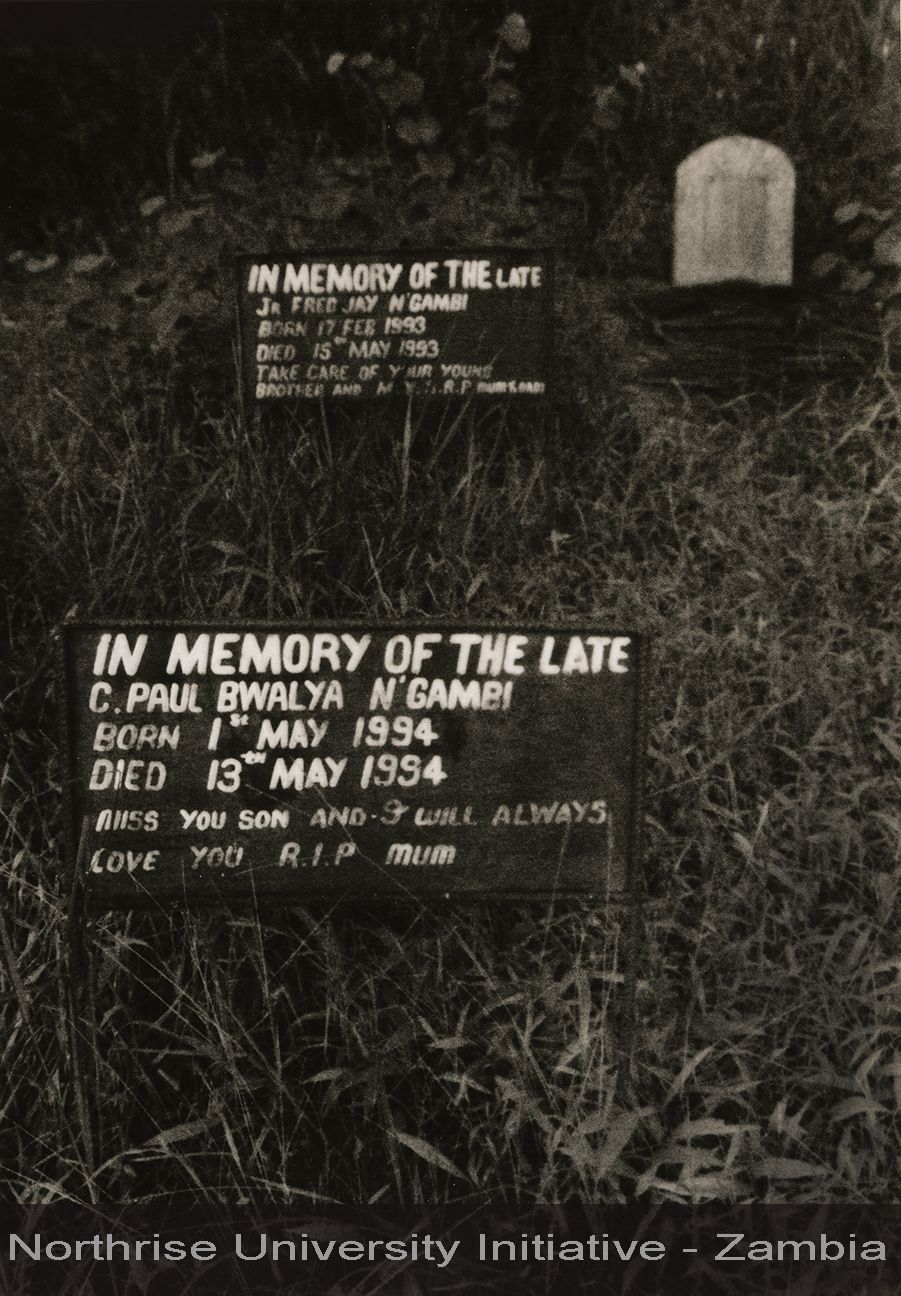 IN MEMORY OF THE LATE
JR FRED JAY N'GAMBI
BORN 17 FEB 1993
DIED 15TH MAY 1993
TAKE CARE OF YOUR YOUNG
BROTHER AND R.I.P
IN MEMORY OF THE LATE
C. PAUL BWALYA N'GAMBI
BORN 1st MAY 1994
DIED 13TH MAY 1994
MISS YOU SON AND I WILL ALWAYS
LOVE YOU R.I.P MUM
Northrise University Initiative - Zambia